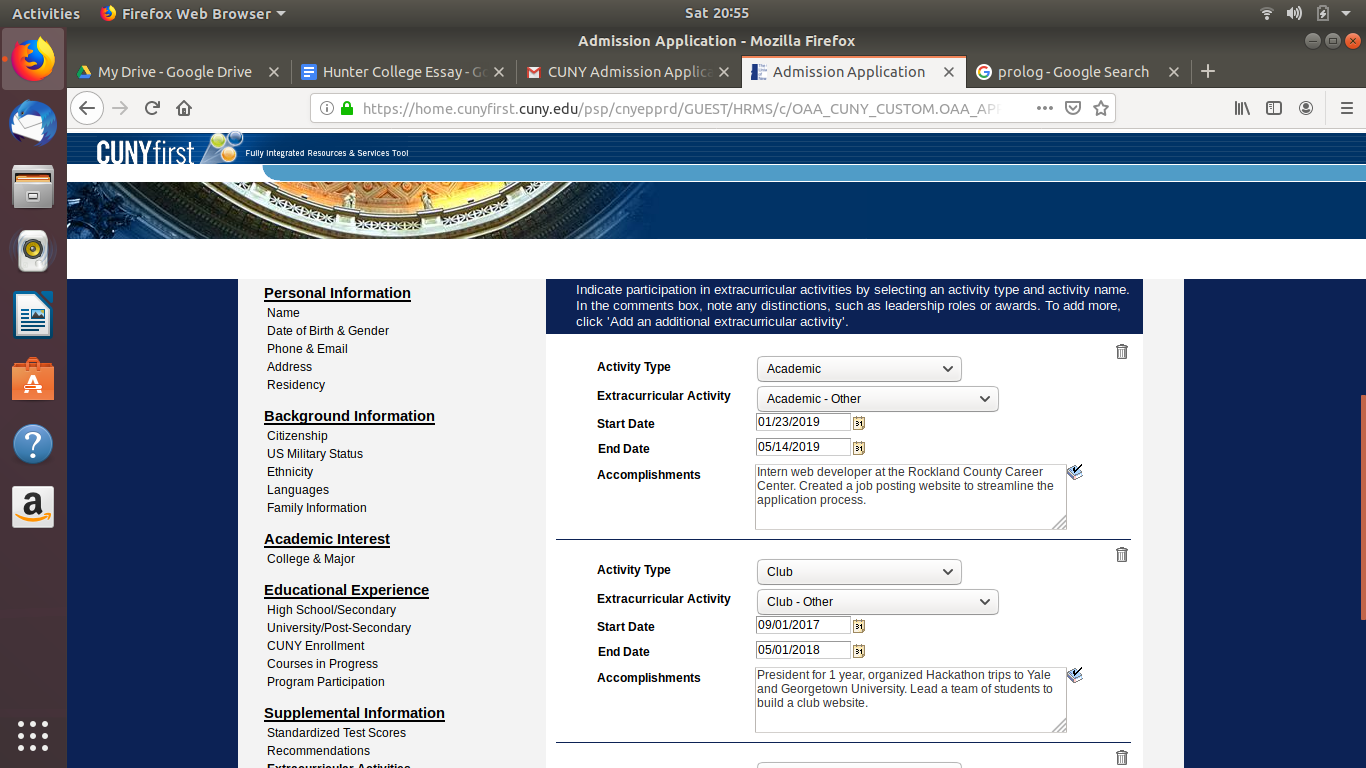 Activities
Firefox Web Browser
Sat 20:55
Admission Application - Mozilla Firefox
My Drive - Google Drive
Hunter College Essay - Go
CUNY Admission Applica
Admission Application
prolog - Google Search
https://home.cunyfirst.cuny.edu/psp/cnyepprd/GUEST/HRMS/c/OAA_CUNY_CUSTOM.OAA_APP
CUNYfirst
Fully Integrated Resources & Services Tool
Personal Information
Name
Date of Birth & Gender
Phone & Email
Address
Residency
Background Information
Citizenship
US Military Status
Ethnicity
Languages
Family Information
Academic Interest
College & Major
Educational Experience
High School/Secondary
University/Post-Secondary
CUNY Enrollment
Courses in Progress
Program Participation
Supplemental Information
Standardized Test Scores
Recommendations
Extracurricular Activities
Indicate participation in extracurricular activities by selecting an activity type and activity name.
In the comments box, note any distinctions, such as leadership roles or awards. To add more,
click 'Add an additional extracurricular activity'.
Activity Type
Academic
Extracurricular Activity
Academic - Other
Start Date
01/23/2019
31
End Date
05/14/2019
31
Accomplishments
Intern web developer at the Rockland County Career
Center. Created a job posting website to streamline the
application process.
Activity Type
Club
Extracurricular Activity
Club - Other
Start Date
09/01/2017
31
End Date
05/01/2018
31
Accomplishments
President for 1 year, organized Hackathon trips to Yale
and Georgetown University. Lead a team of students to
build a club website.